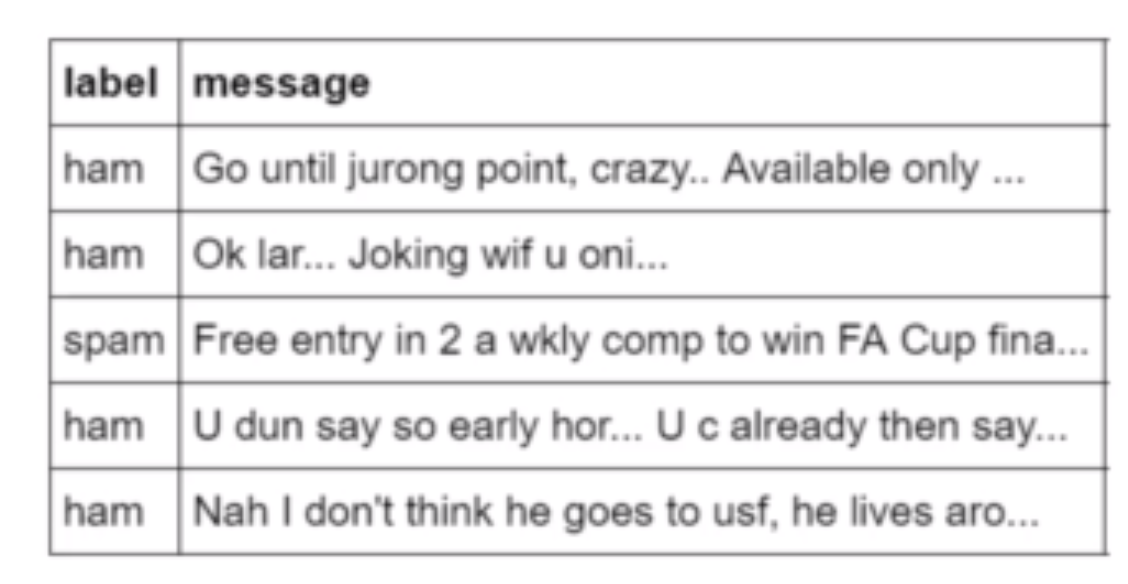 label message
ham Go until jurong point, crazy.. Available only ...
ham Ok lar... Joking wif u oni...
spam Free entry in 2 a wkly comp to win FA Cup fina...
ham U dun say so early hor... U c already then say...
ham Nah I don't think he goes to usf, he lives aro...